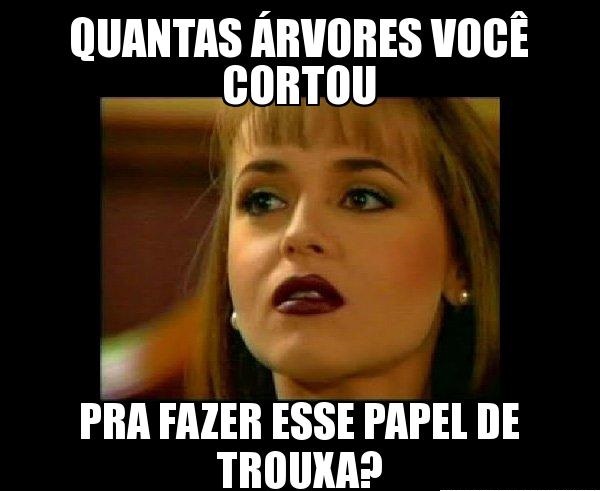 QUANTAS ÁRVORES VOCÊ
CORTOU
PRA FAZER ESSE PAPEL DE
TROUXA?